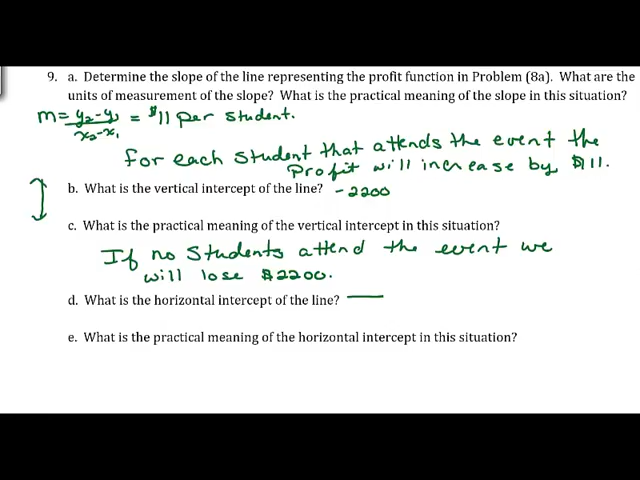 9. a. Determine the slope of the line representing the profit function in Problem (8a). What are the
units of measurement of the slope? What is the practical meaning of the slope in this situation?
m = y₂-y₁/x₂-x₁ = $11 per student.
for each student that attends the event the
Profit will increase by $11.
b. What is the vertical intercept of the line? -2200
c. What is the practical meaning of the vertical intercept in this situation?
If no students attend the event we
will lose $2200.
d. What is the horizontal intercept of the line?
e. What is the practical meaning of the horizontal intercept in this situation?